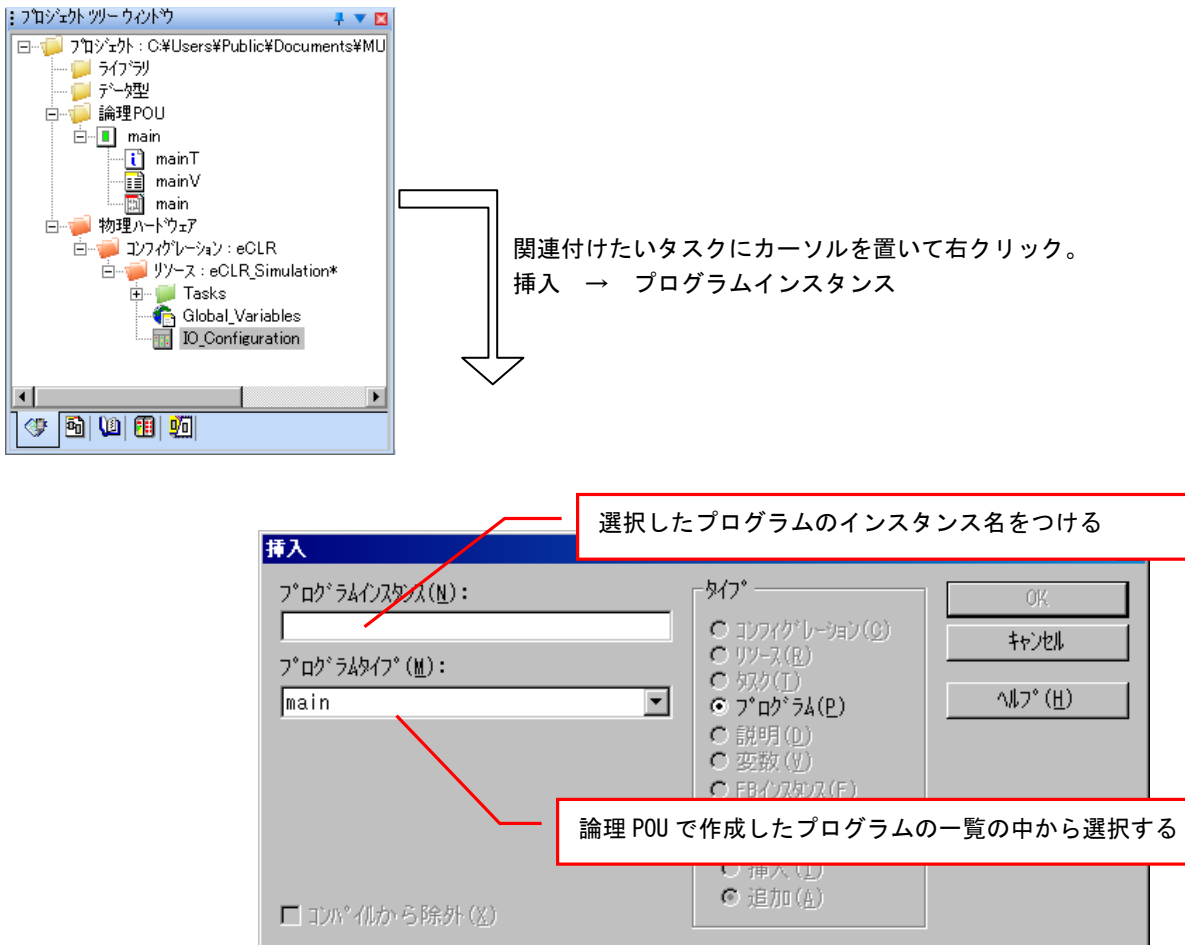 プロジェクト ツリー ウィンドウ
プロジェクト : C:¥Users¥Public¥Documents¥MU
ライブラリ
データ型
論理POU
main
mainT
mainV
main
物理ハードウェア
コンフィグレーション : eCLR
リソース : eCLR_Simulation*
Tasks
Global_Variables
IO_Configuration
関連付けたいタスクにカーソルを置いて右クリック。
挿入 → プログラムインスタンス
選択したプログラムのインスタンス名をつける
挿入
プログラムインスタンス(N):
プログラムタイプ(M):
main
タイプ
コンフィグレーション(C)
リソース(R)
タスク(T)
プログラム(P)
説明(D)
変数(V)
FBインスタンス(F)
OK
キャンセル
ヘルプ(H)
論理 POU で作成したプログラムの一覧の中から選択する
挿入(I)
追加(A)
コンパイルから除外(X)